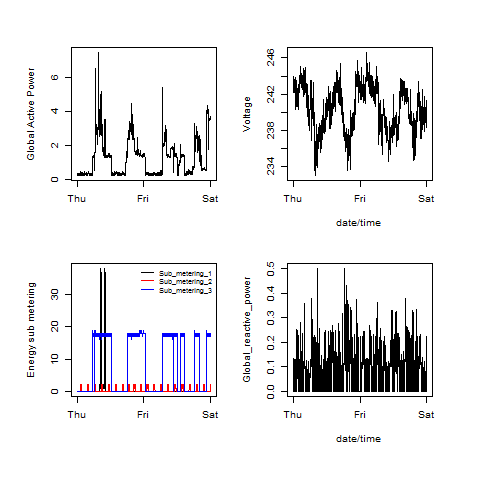 Global Active Power
0 2 4 6
Thu Fri Sat
Voltage
234 238 242 246
Thu Fri Sat
date/time
Energy sub metering
0 10 20 30
Sub_metering_1
Sub_metering_2
Sub_metering_3
Thu Fri Sat
Global_reactive_power
0.0 0.1 0.2 0.3 0.4 0.5
Thu Fri Sat
date/time